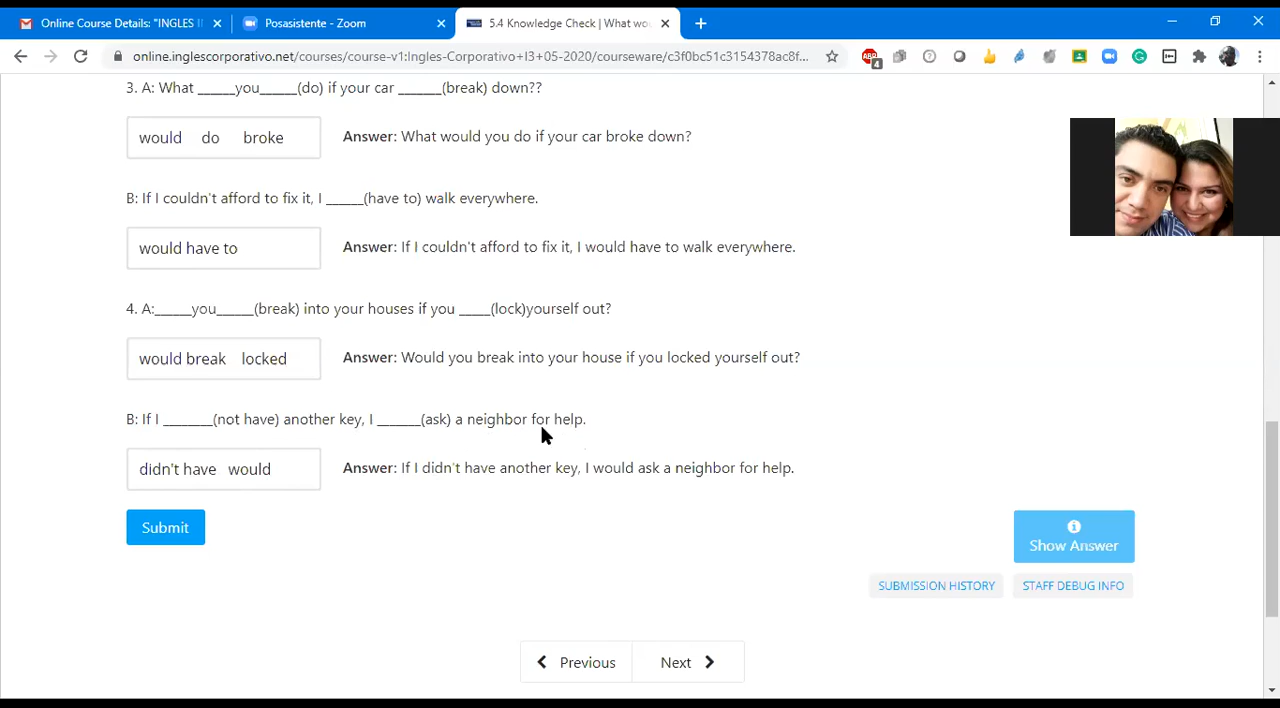 Online Course Details: "INGLES I
Posasistente - Zoom
5.4 Knowledge Check | What wo
online.inglescorporativo.net/courses/course-v1:Ingles-Corporativo+I3+05-2020/courseware/c3f0bc51c3154378ac8f...
ABP
4
3. A: What ______you______(do) if your car _______(break) down??
would do broke
Answer: What would you do if your car broke down?
B: If I couldn't afford to fix it, I ______(have to) walk everywhere.
would have to
Answer: If I couldn't afford to fix it, I would have to walk everywhere.
4. A:______you______(break) into your houses if you _____(lock)yourself out?
would break locked
Answer: Would you break into your house if you locked yourself out?
B: If I ________(not have) another key, I _______(ask) a neighbor for help.
didn't have would
Answer: If I didn't have another key, I would ask a neighbor for help.
Submit
Show Answer
SUBMISSION HISTORY
STAFF DEBUG INFO
Previous
Next